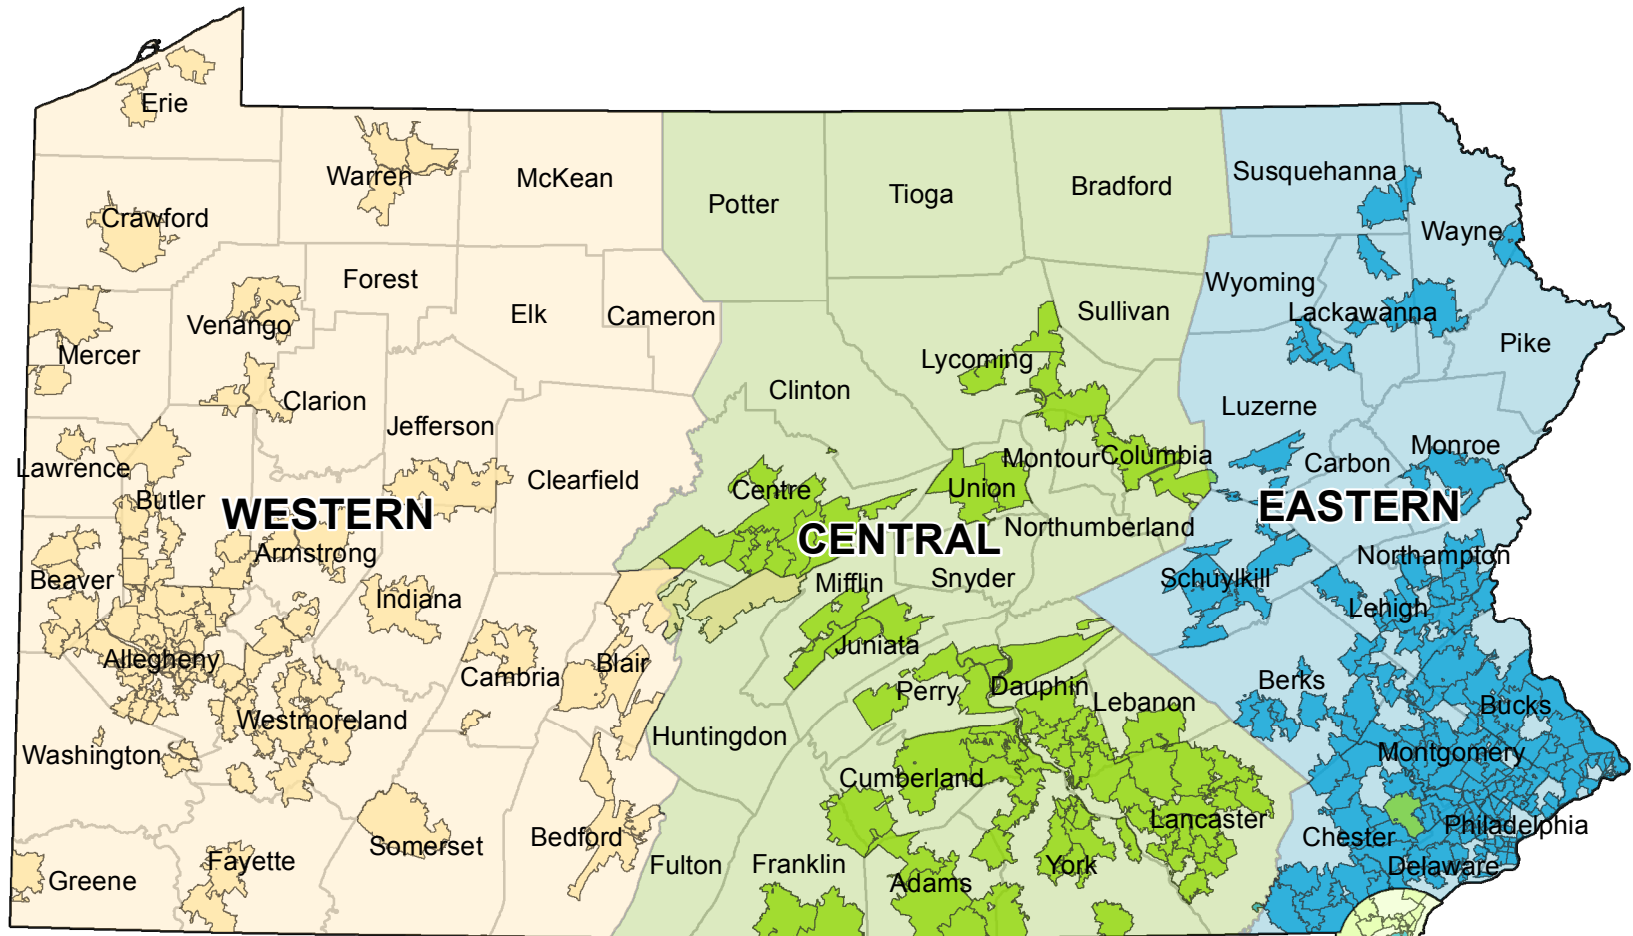 Erie
Warren
McKean
Potter
Tioga
Bradford
Susquehanna
Wayne
Crawford
Forest
Elk
Cameron
Sullivan
Wyoming
Lackawanna
Pike
Venango
Mercer
Clarion
Jefferson
Clinton
Lycoming
Luzerne
Monroe
Lawrence
Butler
Clearfield
Centre
Union
Montour
Columbia
Carbon
WESTERN
CENTRAL
EASTERN
Northumberland
Northampton
Armstrong
Beaver
Indiana
Mifflin
Snyder
Schuylkill
Lehigh
Allegheny
Cambria
Blair
Juniata
Perry
Dauphin
Lebanon
Berks
Bucks
Westmoreland
Washington
Huntingdon
Cumberland
Montgomery
Somerset
Bedford
Lancaster
Chester
Philadelphia
Greene
Fayette
Fulton
Franklin
Adams
York
Delaware